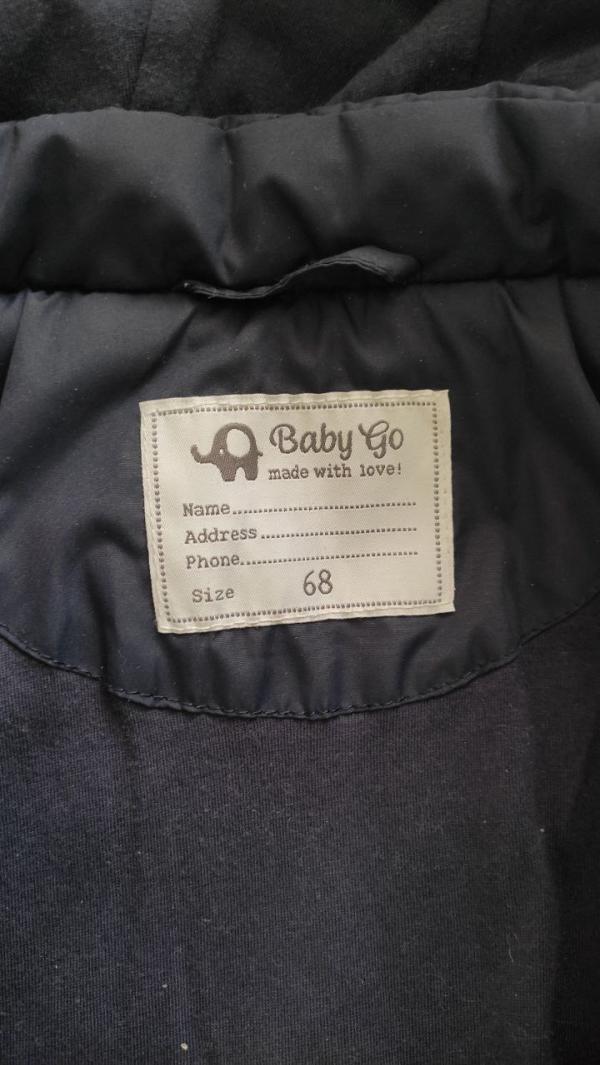 Baby Go
made with love!
Name........................................
Address..................................
Phone......................................
Size 68